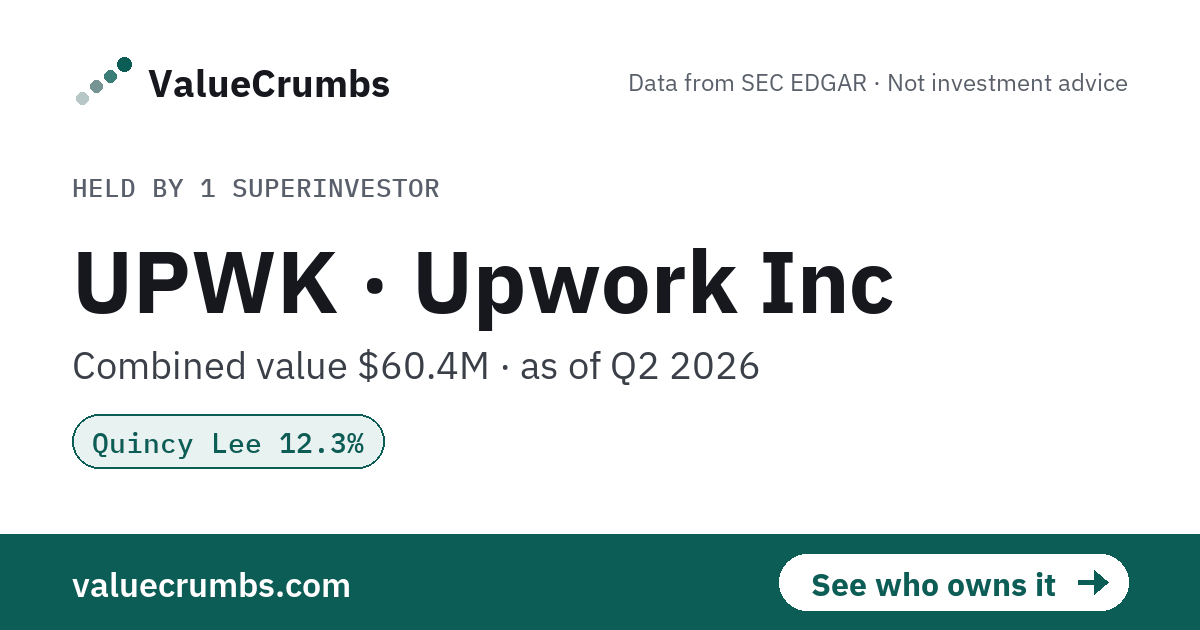 ValueCrumbs
Data from SEC EDGAR · Not investment advice
HELD BY 1 SUPERINVESTOR
UPWK · Upwork Inc
Combined value $60.4M · as of Q2 2026
Quincy Lee 12.3%
valuecrumbs.com
See who owns it →